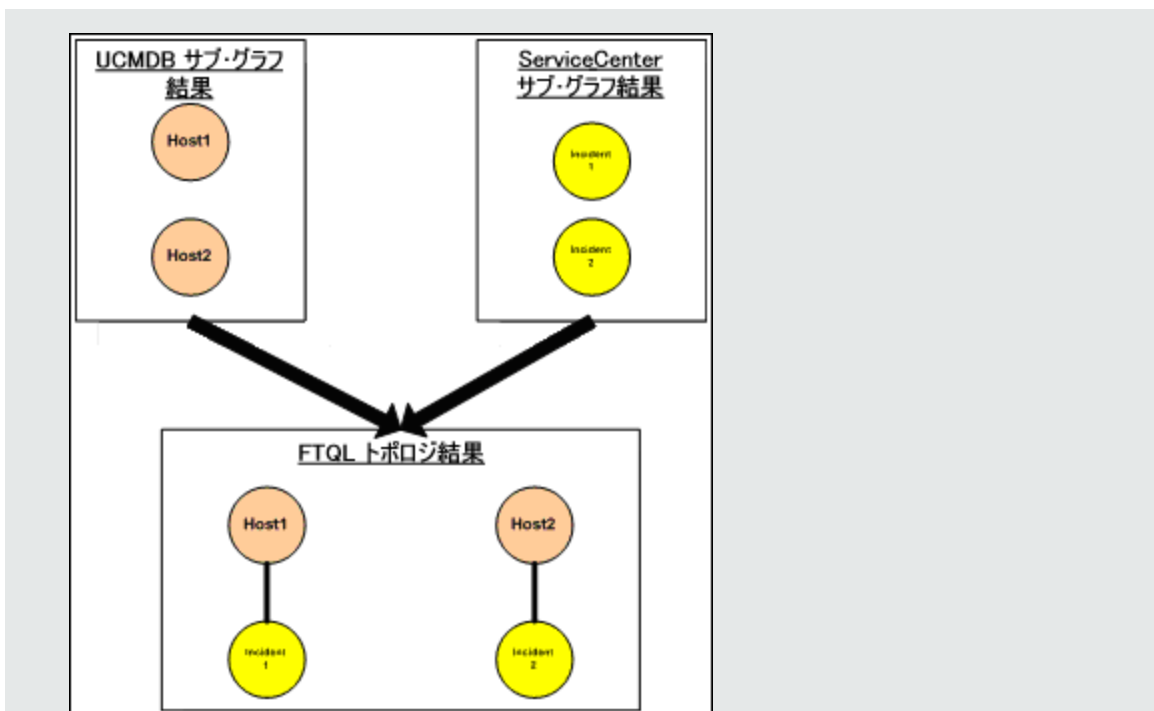 UCMDB サブ・グラフ
結果
Host1
Host2
ServiceCenter
サブ・グラフ結果
Incident
1
Incident
2
FTQL トポロジ結果
Host1
Host2
Incident
1
Incident
2